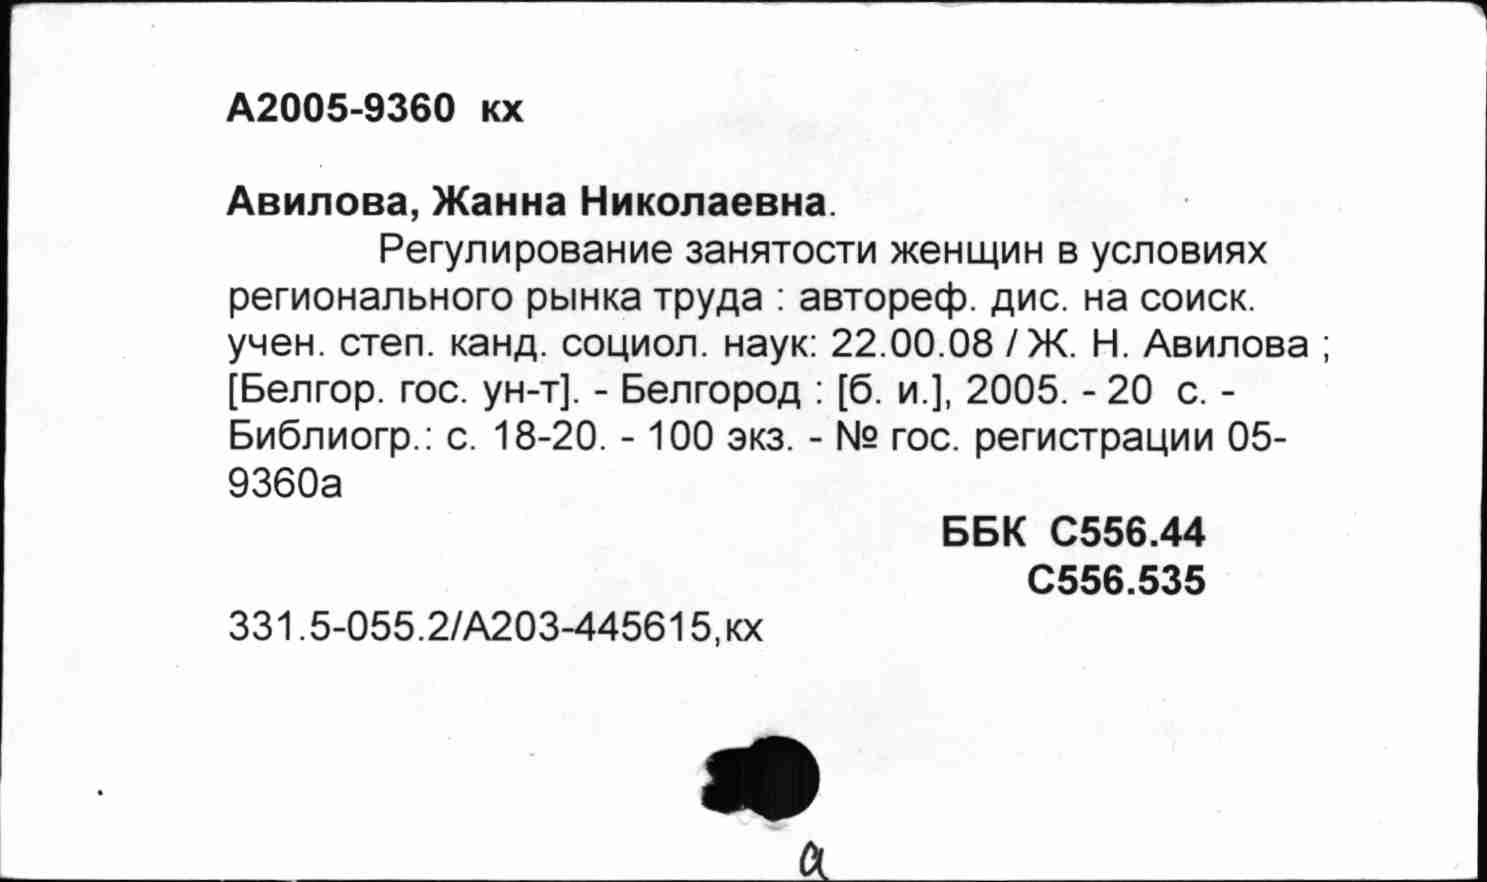 А2005-9360 кх
Авилова, Жанна Николаевна.
Регулирование занятости женщин в условиях
регионального рынка труда : автореф. дис. на соиск.
учен. степ. канд. социол. наук: 22.00.08 / Ж. Н. Авилова ;
[Белгор. гос. ун-т]. - Белгород : [б. и.], 2005. - 20 с. -
Библиогр.: с. 18-20. - 100 экз. - № гос. регистрации 05-
9360а
ББК С556.44
С556.535
331.5-055.2/А203-445615,кх
а